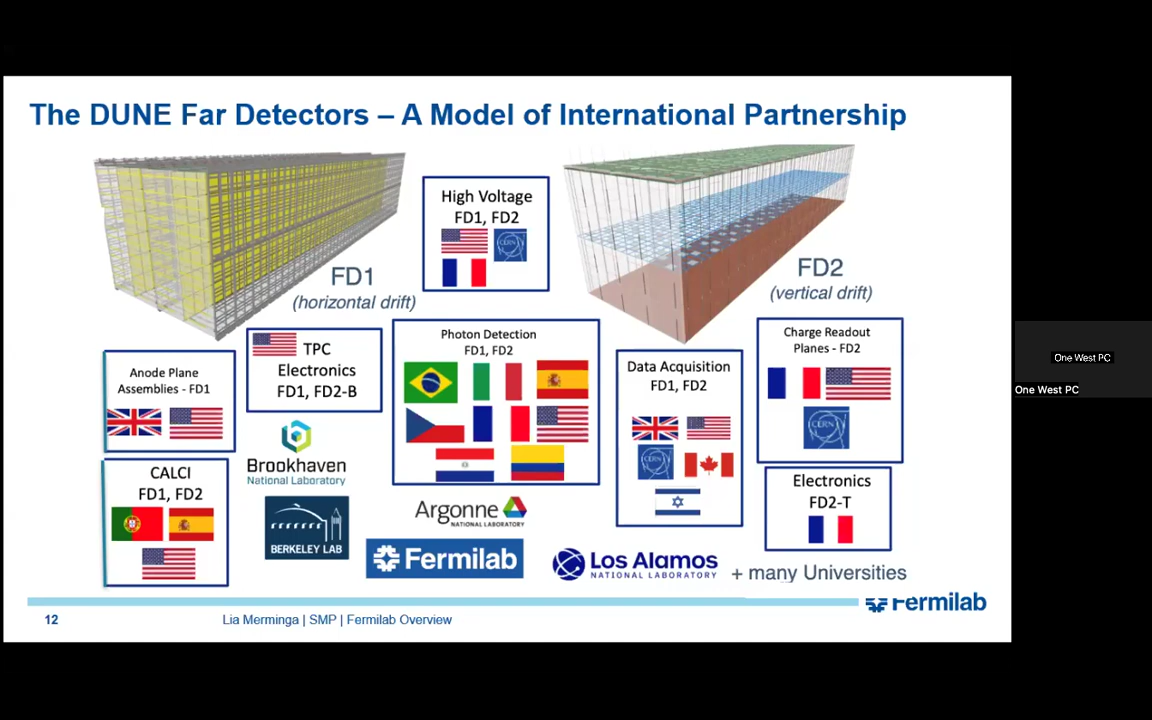 The DUNE Far Detectors – A Model of International Partnership
High Voltage
FD1, FD2
CERN
FD1
(horizontal drift)
FD2
(vertical drift)
Anode Plane
Assemblies - FD1
TPC
Electronics
FD1, FD2-B
Photon Detection
FD1, FD2
Data Acquisition
FD1, FD2
CERN
Charge Readout
Planes - FD2
CERN
CALCI
FD1, FD2
Brookhaven
National Laboratory
BERKELEY LAB
Argonne
NATIONAL LABORATORY
Fermilab
Los Alamos
NATIONAL LABORATORY
Electronics
FD2-T
+ many Universities
12
Lia Merminga | SMP | Fermilab Overview
Fermilab
One West PC
One West PC